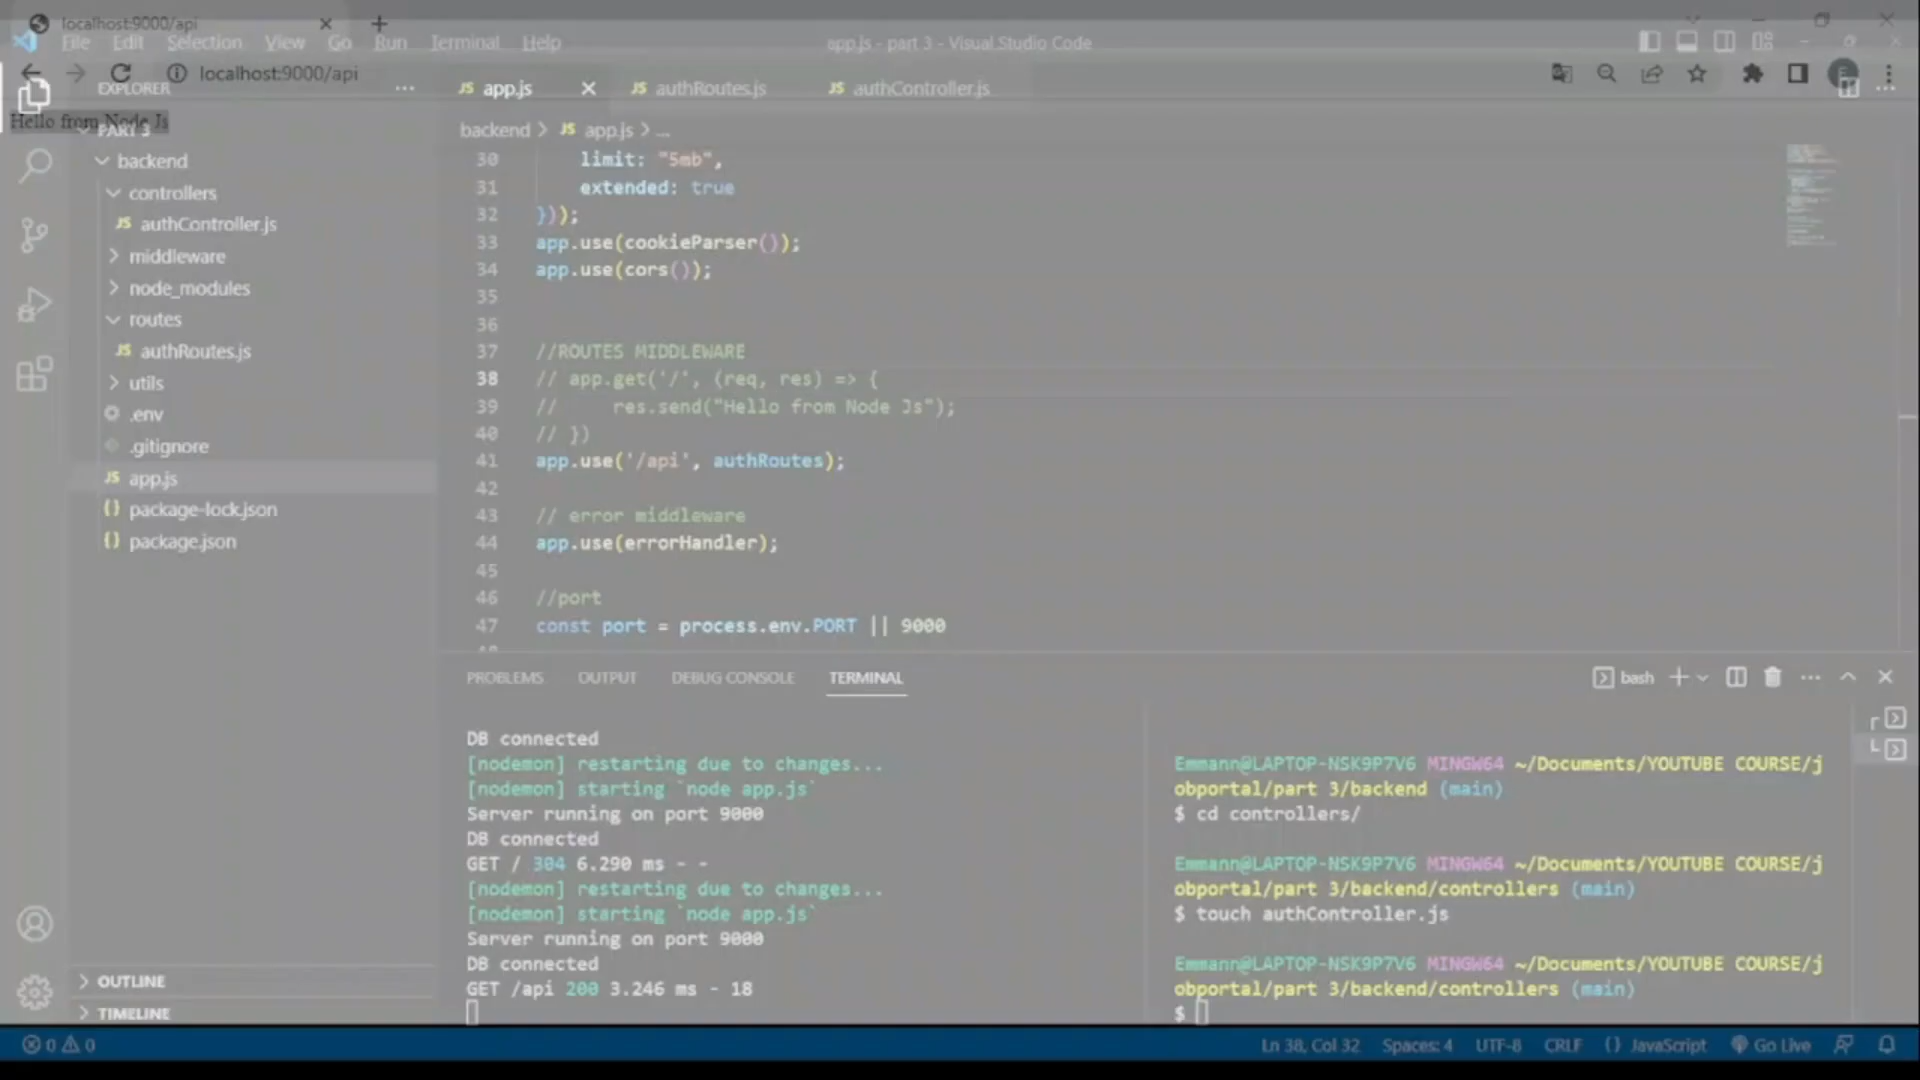 localhost:9000/api
File Edit Selection View Go Run Terminal Help
app.js - part 3 - Visual Studio Code
localhost:9000/api
EXPLORER
JS app.js
JS authRoutes.js
JS authController.js
Hello from Node Js
PART 3
backend > JS app.js > ...
backend
controllers
JS authController.js
middleware
node_modules
routes
JS authRoutes.js
utils
.env
.gitignore
JS app.js
{} package-lock.json
{} package.json
OUTLINE
TIMELINE
30 limit: "5mb",
31 extended: true
32 }));
33 app.use(cookieParser());
34 app.use(cors());
35
36
37 //ROUTES MIDDLEWARE
38 // app.get('/', (req, res) => {
39 // res.send("Hello from Node Js");
40 // })
41 app.use('/api', authRoutes);
42
43 // error middleware
44 app.use(errorHandler);
45
46 //port
47 const port = process.env.PORT || 9000
PROBLEMS OUTPUT DEBUG CONSOLE TERMINAL
bash
DB connected
[nodemon] restarting due to changes...
[nodemon] starting `node app.js`
Server running on port 9000
DB connected
GET / 304 6.290 ms - -
[nodemon] restarting due to changes...
[nodemon] starting `node app.js`
Server running on port 9000
DB connected
GET /api 200 3.246 ms - 18
Emmann@LAPTOP-NSK9P7V6 MINGW64 ~/Documents/YOUTUBE COURSE/j
obportal/part 3/backend (main)
$ cd controllers/
Emmann@LAPTOP-NSK9P7V6 MINGW64 ~/Documents/YOUTUBE COURSE/j
obportal/part 3/backend/controllers (main)
$ touch authController.js
Emmann@LAPTOP-NSK9P7V6 MINGW64 ~/Documents/YOUTUBE COURSE/j
obportal/part 3/backend/controllers (main)
$
0 0
Ln 38, Col 32 Spaces: 4 UTF-8 CRLF {} JavaScript Go Live